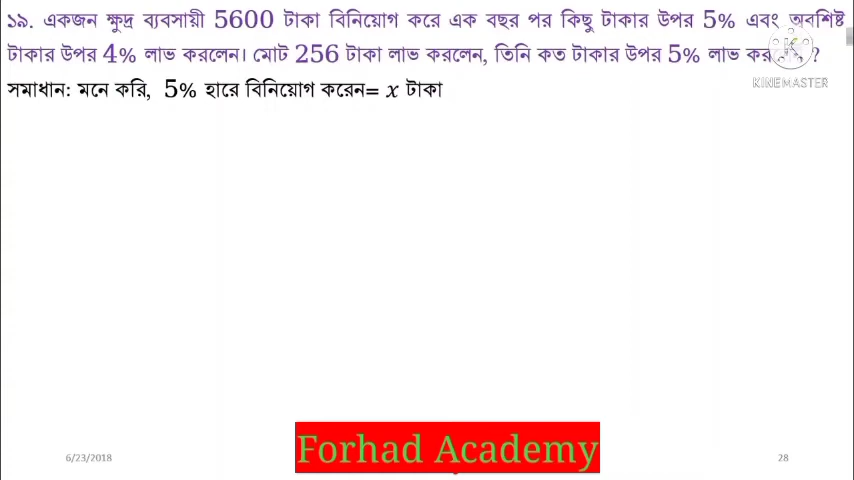 ১৯. একজন ক্ষুদ্র ব্যবসায়ী 5600 টাকা বিনিয়োগ করে এক বছর পর কিছু টাকার উপর 5% এবং অবশিষ্ট
টাকার উপর 4% লাভ করলেন। মোট 256 টাকা লাভ করলেন, তিনি কত টাকার উপর 5% লাভ ?
KINEMASTER
সমাধান: মনে করি, 5% হারে বিনিয়োগ করেন= x টাকা
Forhad Academy
6/23/2018
28